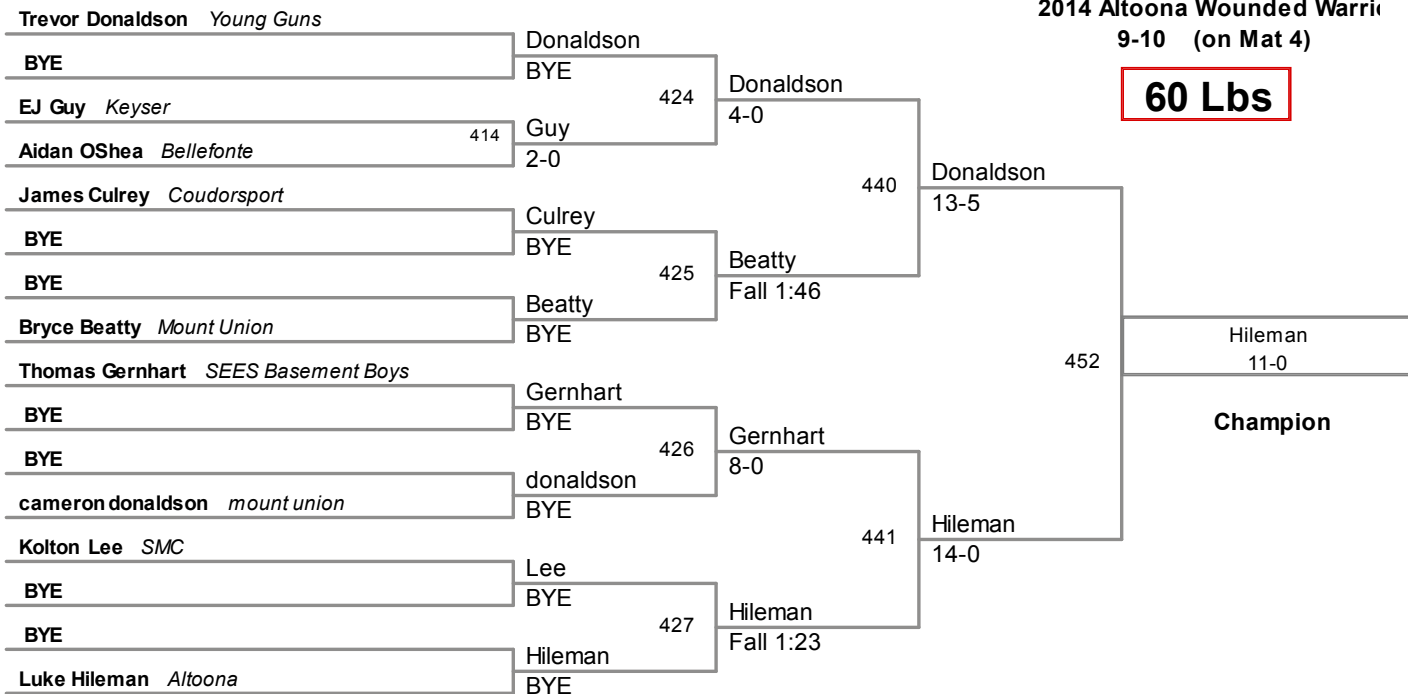 2014 Altoona Wounded
9-10 (on Mat 4)
60 Lbs
Trevor Donaldson Young Guns
BYE
EJ Guy Keyser
Aidan OShea Bellefonte
James Culrey Coudorsport
BYE
BYE
Bryce Beatty Mount Union
Thomas Gernhart SEES Basement Boys
BYE
BYE
cameron donaldson mount union
Kolton Lee SMC
BYE
BYE
Luke Hileman Altoona
414
Donaldson
BYE
Guy
2-0
Culrey
BYE
Beatty
BYE
Gernhart
BYE
donaldson
BYE
Lee
BYE
Hileman
BYE
424
425
426
427
Donaldson
4-0
Beatty
Fall 1:46
Gernhart
8-0
Hileman
Fall 1:23
440
441
Donaldson
13-5
Hileman
14-0
452
Hileman
11-0
Champion